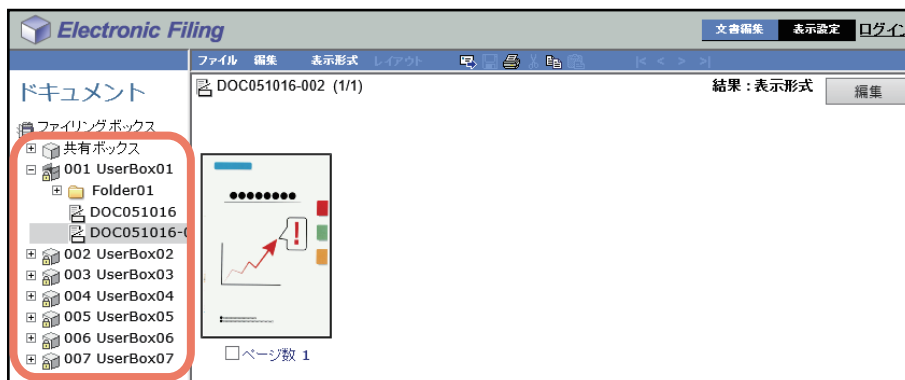 Electronic Filing
文書編集 表示設定 ログイン
ファイル 編集 表示形式 レイアウト |< < > >|
ドキュメント
DOC051016-002 (1/1) 結果:表示形式 編集
ファイリングボックス
共有ボックス
001 UserBox01
Folder01
DOC051016
DOC051016-0
002 UserBox02
003 UserBox03
004 UserBox04
005 UserBox05
006 UserBox06
007 UserBox07
!
ページ数 1